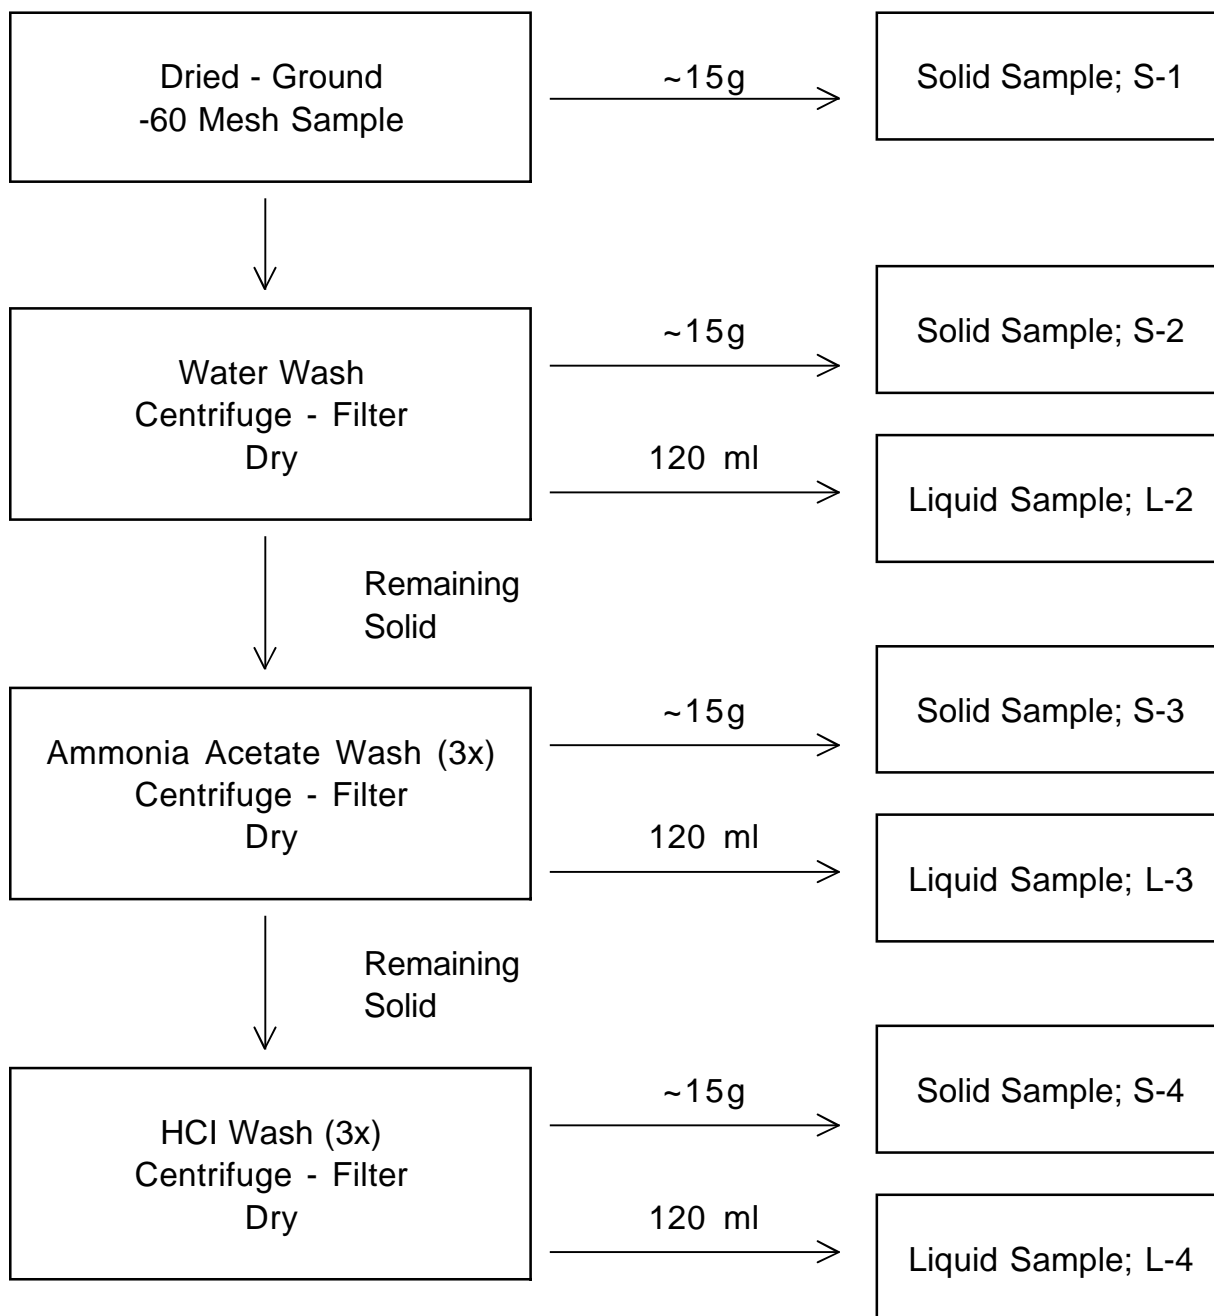 Dried - Ground
-60 Mesh Sample
~15g
Solid Sample; S-1
Water Wash
Centrifuge - Filter
Dry
~15g
Solid Sample; S-2
120 ml
Liquid Sample; L-2
Remaining
Solid
Ammonia Acetate Wash (3x)
Centrifuge - Filter
Dry
~15g
Solid Sample; S-3
120 ml
Liquid Sample; L-3
Remaining
Solid
HCl Wash (3x)
Centrifuge - Filter
Dry
~15g
Solid Sample; S-4
120 ml
Liquid Sample; L-4